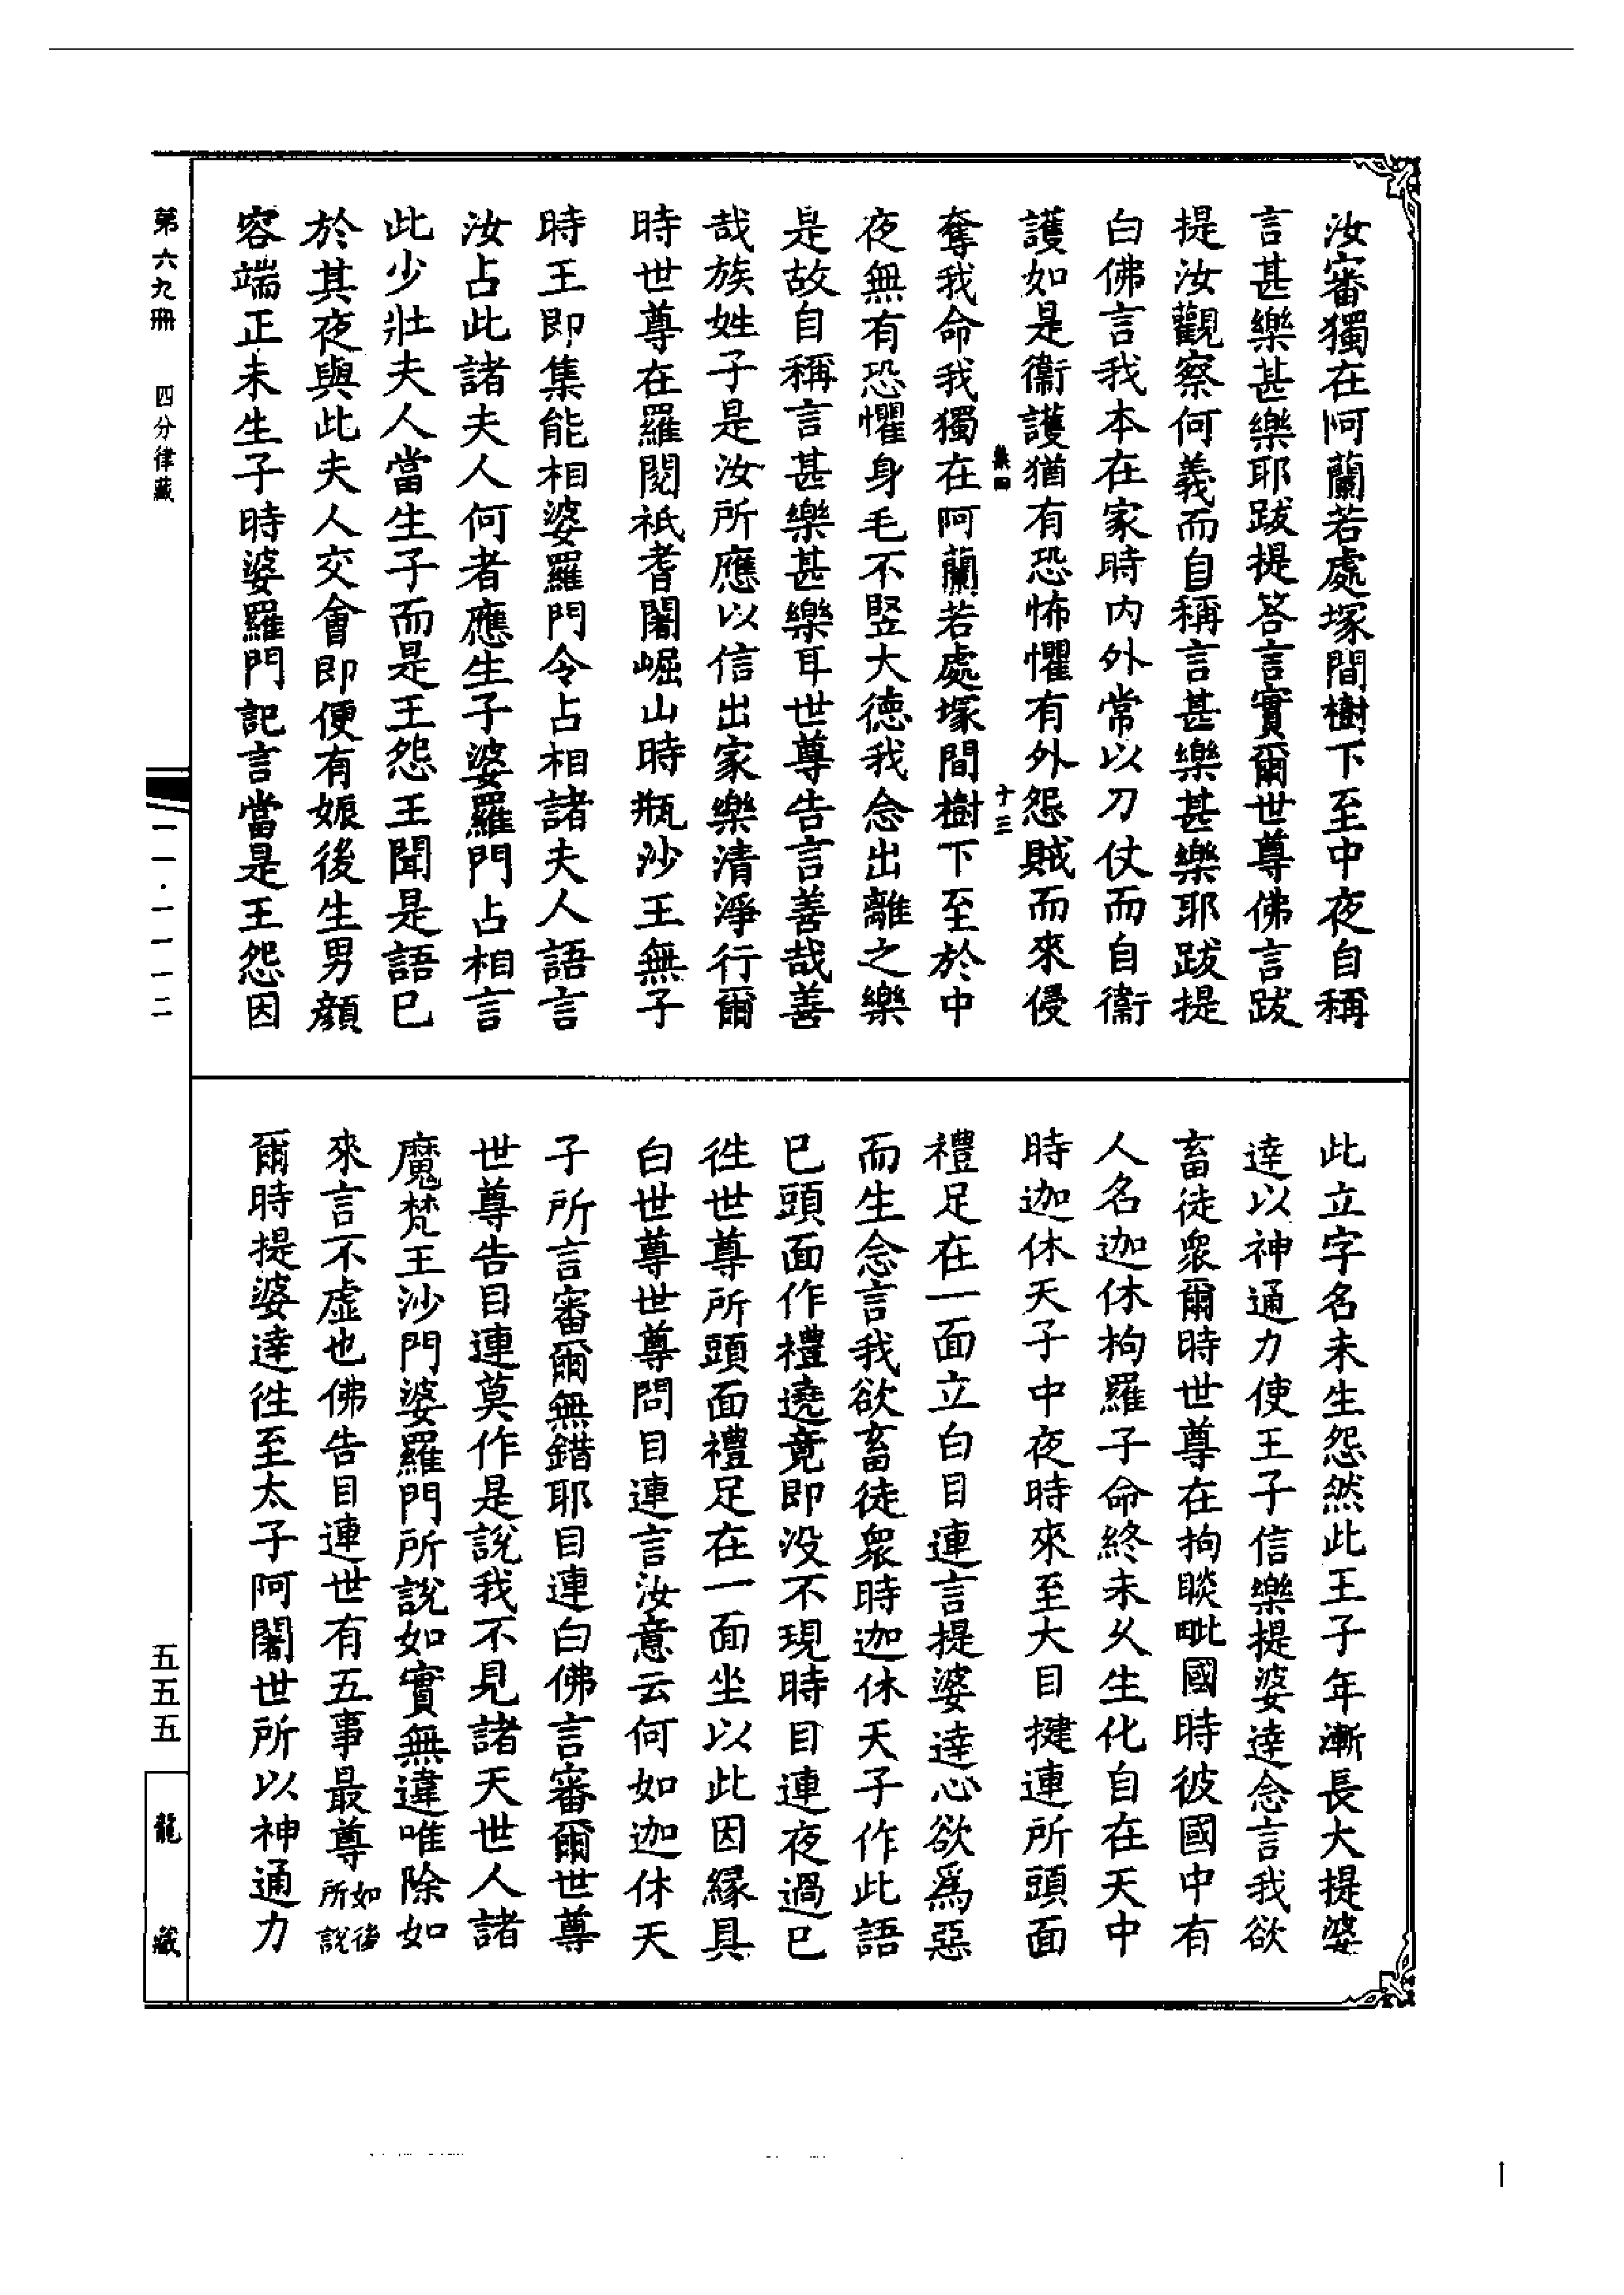 汝審獨在阿蘭若處塚間樹下至中夜自稱
言甚樂甚樂耶跋提答言實爾世尊佛言跋
提汝觀察何義而自稱言甚樂甚樂耶跋提
白佛言我本在家時内外常以刀仗而自衞
護如是衞護猶有恐怖懼有外怨賊而來侵
集四 十三
奪我命我獨在阿蘭若處塚間樹下至於中
夜無有恐懼身毛不竪大徳我念出離之樂
是故自稱言甚樂甚樂耳世尊告言善哉善
哉族姓子是汝所應以信出家樂清淨行爾
時世尊在羅閱祇耆闍崛山時瓶沙王無子
時王即集能相婆羅門令占相諸夫人語言
汝占此諸夫人何者應生子婆羅門占相言
此少壯夫人當生子而是王怨王聞是語已
於其夜與此夫人交會即便有娠後生男顔
容端正未生子時婆羅門記言當是王怨因
此立字名未生怨然此王子年漸長大提婆
達以神通力使王子信樂提婆達念言我欲
畜徒衆爾時世尊在拘睒毗國時彼國中有
人名迦休拘羅子命終未久生化自在天中
時迦休天子中夜時來至大目揵連所頭面
禮足在一面立白目連言提婆達心欲爲惡
而生念言我欲畜徒衆時迦休天子作此語
已頭面作禮遶竟即没不現時目連夜過已
徃世尊所頭面禮足在一面坐以此因縁具
白世尊世尊問目連言汝意云何如迦休天
子所言審爾無錯耶目連白佛言審爾世尊
世尊告目連莫作是說我不見諸天世人諸
魔梵王沙門婆羅門所說如實無違唯除如
來言不虛也佛告目連世有五事最尊如後所說
爾時提婆達徃至太子阿闍世所以神通力
第六九冊 四分律藏
一一·一一一二
五五五
龍藏